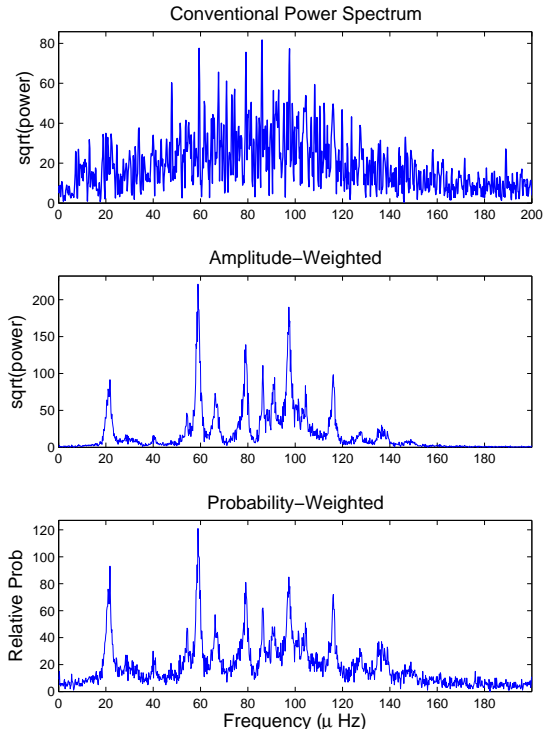 Conventional Power Spectrum
80
60
40
20
0
sqrt(power)
0 20 40 60 80 100 120 140 160 180 200
Amplitude−Weighted
200
150
100
50
0
sqrt(power)
0 20 40 60 80 100 120 140 160 180
Probability−Weighted
120
100
80
60
40
20
0
Relative Prob
0 20 40 60 80 100 120 140 160 180
Frequency (μ Hz)